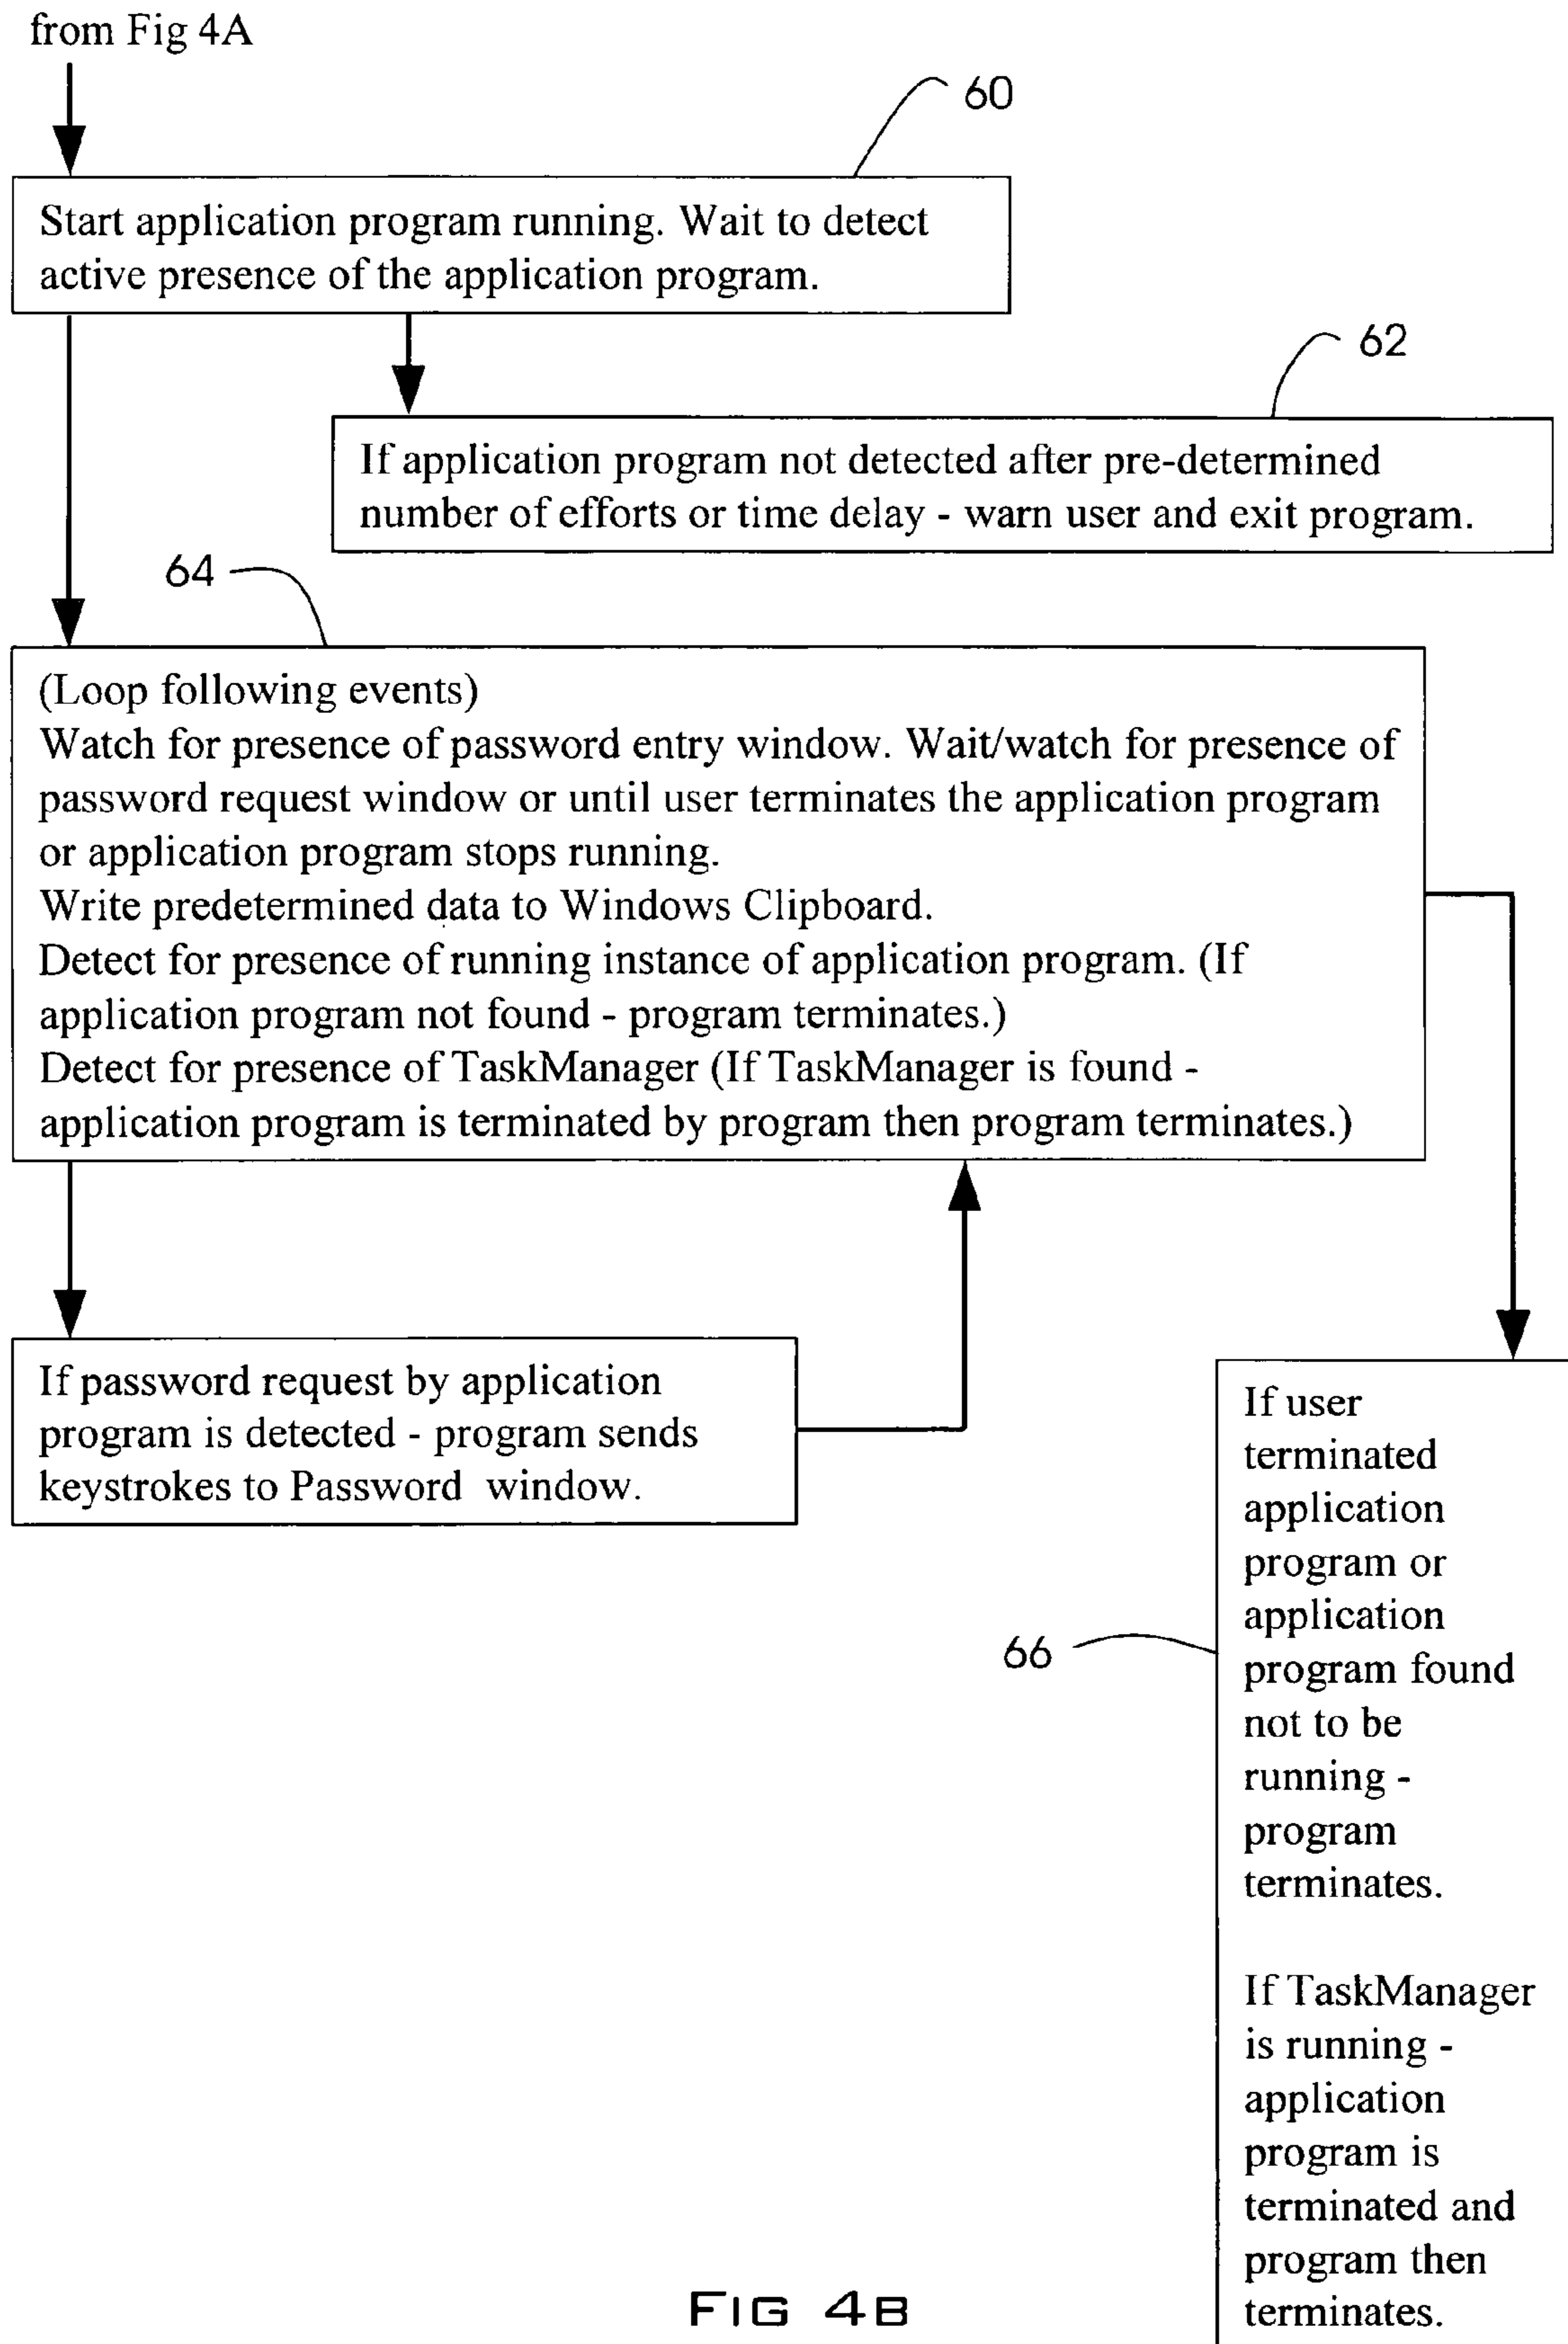 from Fig 4A
60
Start application program running. Wait to detect
active presence of the application program.
62
If application program not detected after pre-determined
number of efforts or time delay - warn user and exit program.
64
(Loop following events)
Watch for presence of password entry window. Wait/watch for presence of
password request window or until user terminates the application program
or application program stops running.
Write predetermined data to Windows Clipboard.
Detect for presence of running instance of application program. (If
application program not found - program terminates.)
Detect for presence of TaskManager (If TaskManager is found -
application program is terminated by program then program terminates.)
If password request by application
program is detected - program sends
keystrokes to Password window.
66
If user
terminated
application
program or
application
program found
not to be
running -
program
terminates.
If TaskManager
is running -
application
program is
terminated and
program then
terminates.
FIG 4B